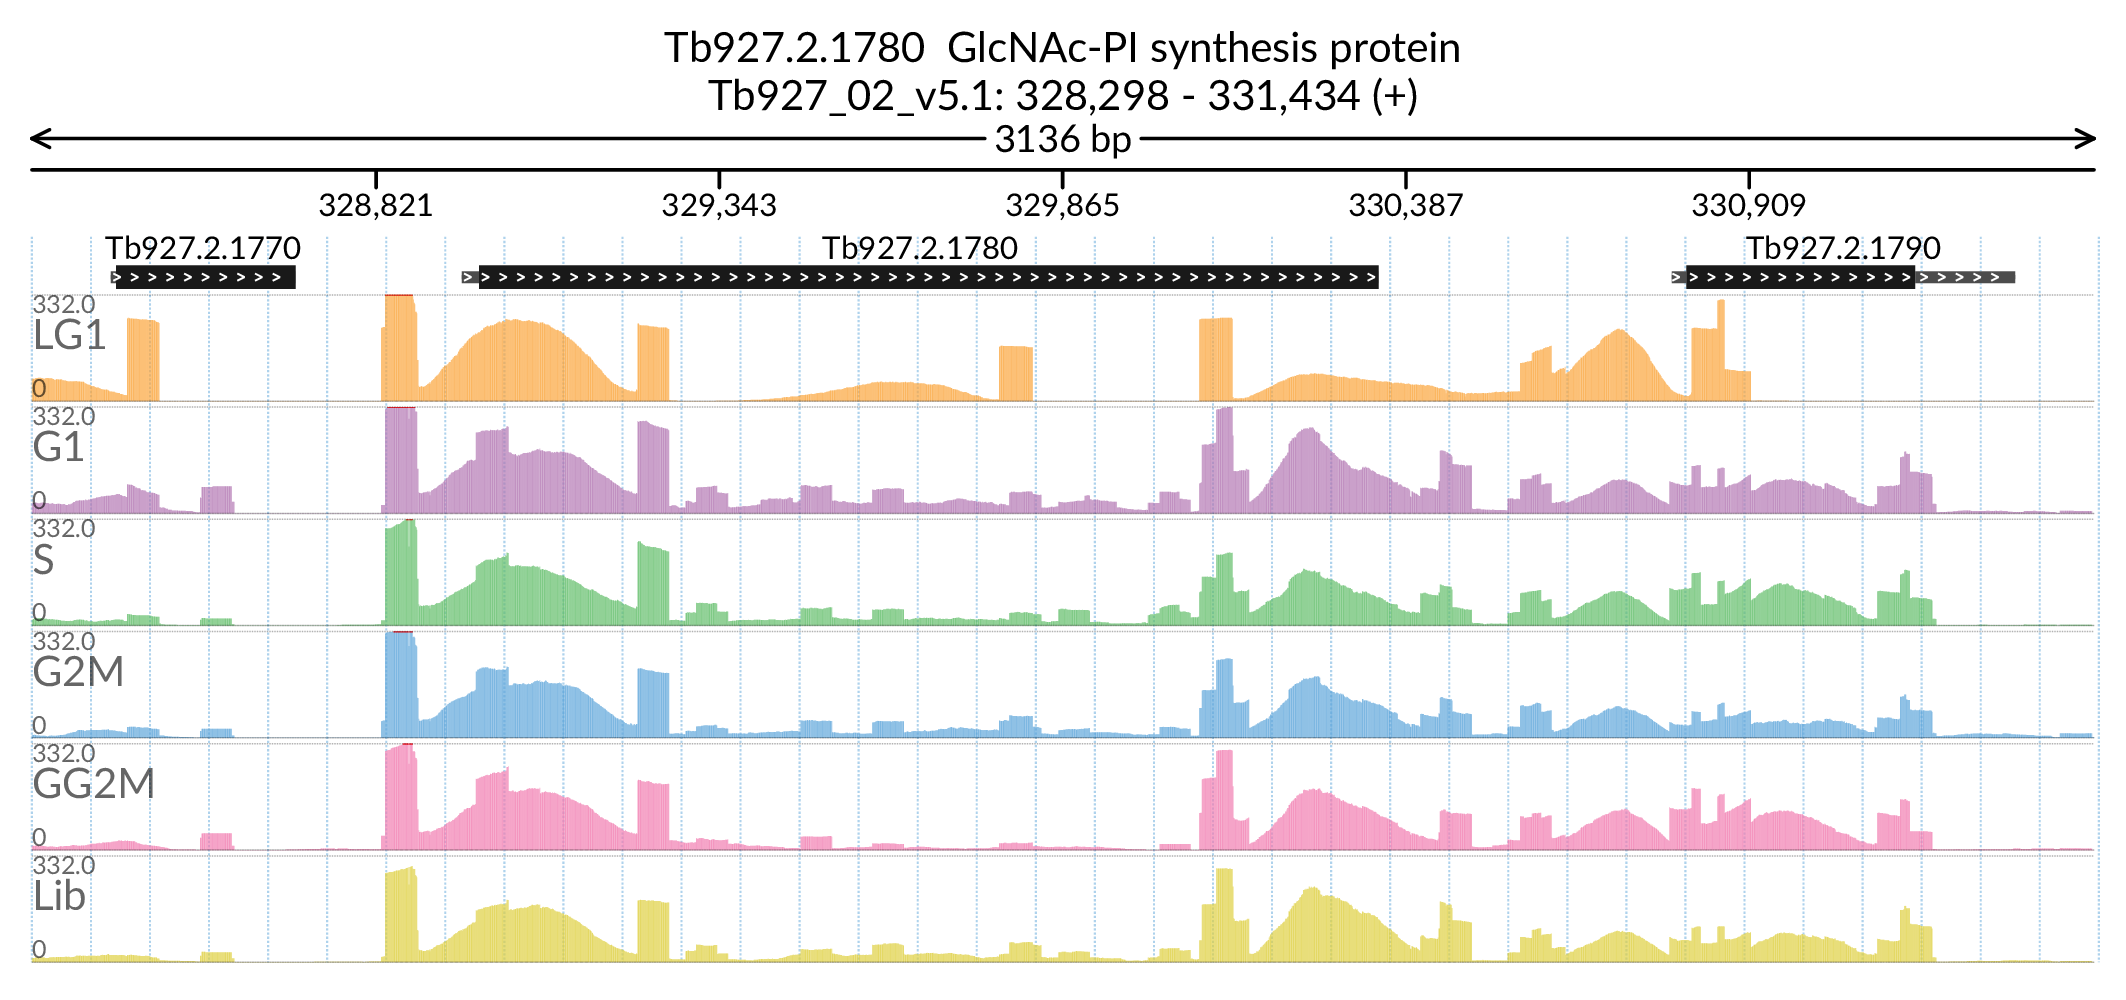 Tb927.2.1780 GlcNAc-PI synthesis protein
Tb927_02_v5.1: 328,298 - 331,434 (+)
3136 bp
328,821 329,343 329,865 330,387 330,909
Tb927.2.1770 Tb927.2.1780 Tb927.2.1790
332.0
LG1
0
332.0
G1
0
332.0
S
0
332.0
G2M
0
332.0
GG2M
0
332.0
Lib
0